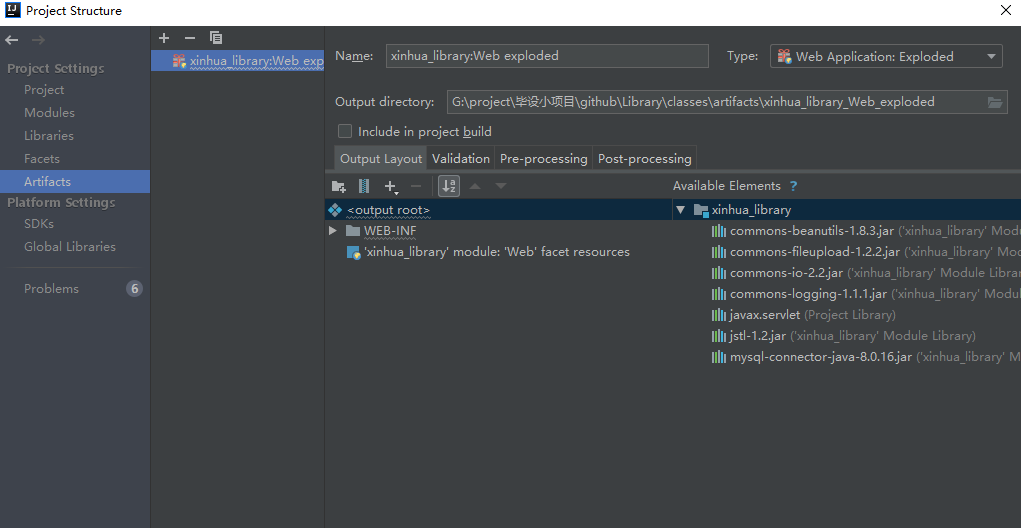 Project Structure
Project Settings
Project
Modules
Libraries
Facets
Artifacts
Platform Settings
SDKs
Global Libraries
Problems 6
xinhua_library:Web exp
Name: xinhua_library:Web exploded Type: Web Application: Exploded
Output directory: G:\project\毕设小项目\github\Library\classes\artifacts\xinhua_library_Web_exploded
Include in project build
Output Layout Validation Pre-processing Post-processing
Available Elements ?
<output root>
WEB-INF
'xinhua_library' module: 'Web' facet resources
xinhua_library
commons-beanutils-1.8.3.jar ('xinhua_library' Modu
commons-fileupload-1.2.2.jar ('xinhua_library' Mod
commons-io-2.2.jar ('xinhua_library' Module Librar
commons-logging-1.1.1.jar ('xinhua_library' Modul
javax.servlet (Project Library)
jstl-1.2.jar ('xinhua_library' Module Library)
mysql-connector-java-8.0.16.jar ('xinhua_library' M